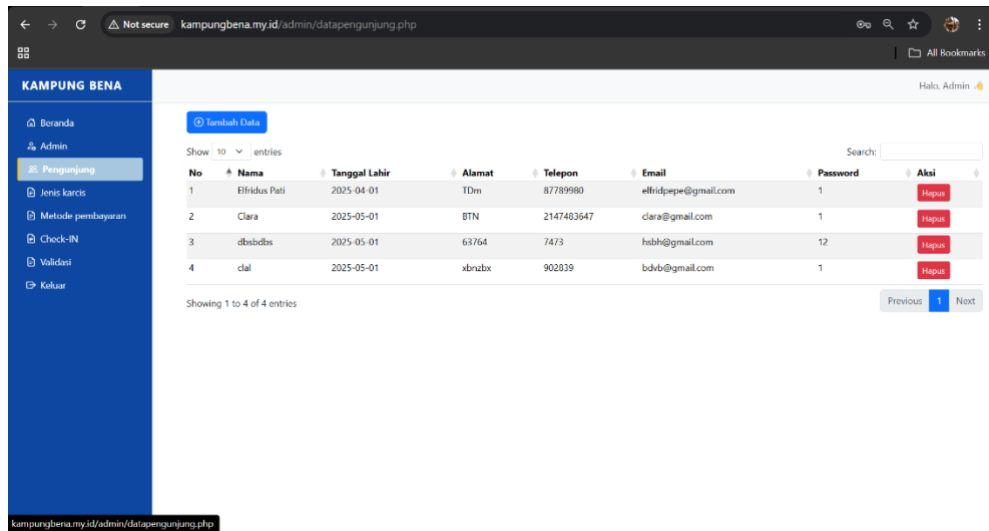 Not secure kampungbena.my.id/admin/datapengunjung.php
All Bookmarks
KAMPUNG BENA
Halo, Admin 👋
Beranda
Admin
Pengunjung
Jenis karcis
Metode pembayaran
Check-IN
Validasi
Keluar
Tambah Data
Show 10 entries
Search:
No Nama Tanggal Lahir Alamat Telepon Email Password Aksi
1 Elfridus Pati 2025-04-01 TDm 87789980 elfridpepe@gmail.com 1 Hapus
2 Clara 2025-05-01 BTN 2147483647 clara@gmail.com 1 Hapus
3 dbsbdbs 2025-05-01 63764 7473 hsbh@gmail.com 12 Hapus
4 clal 2025-05-01 xbnzbx 902839 bdvb@gmail.com 1 Hapus
Showing 1 to 4 of 4 entries
Previous 1 Next
kampungbena.my.id/admin/datapengunjung.php